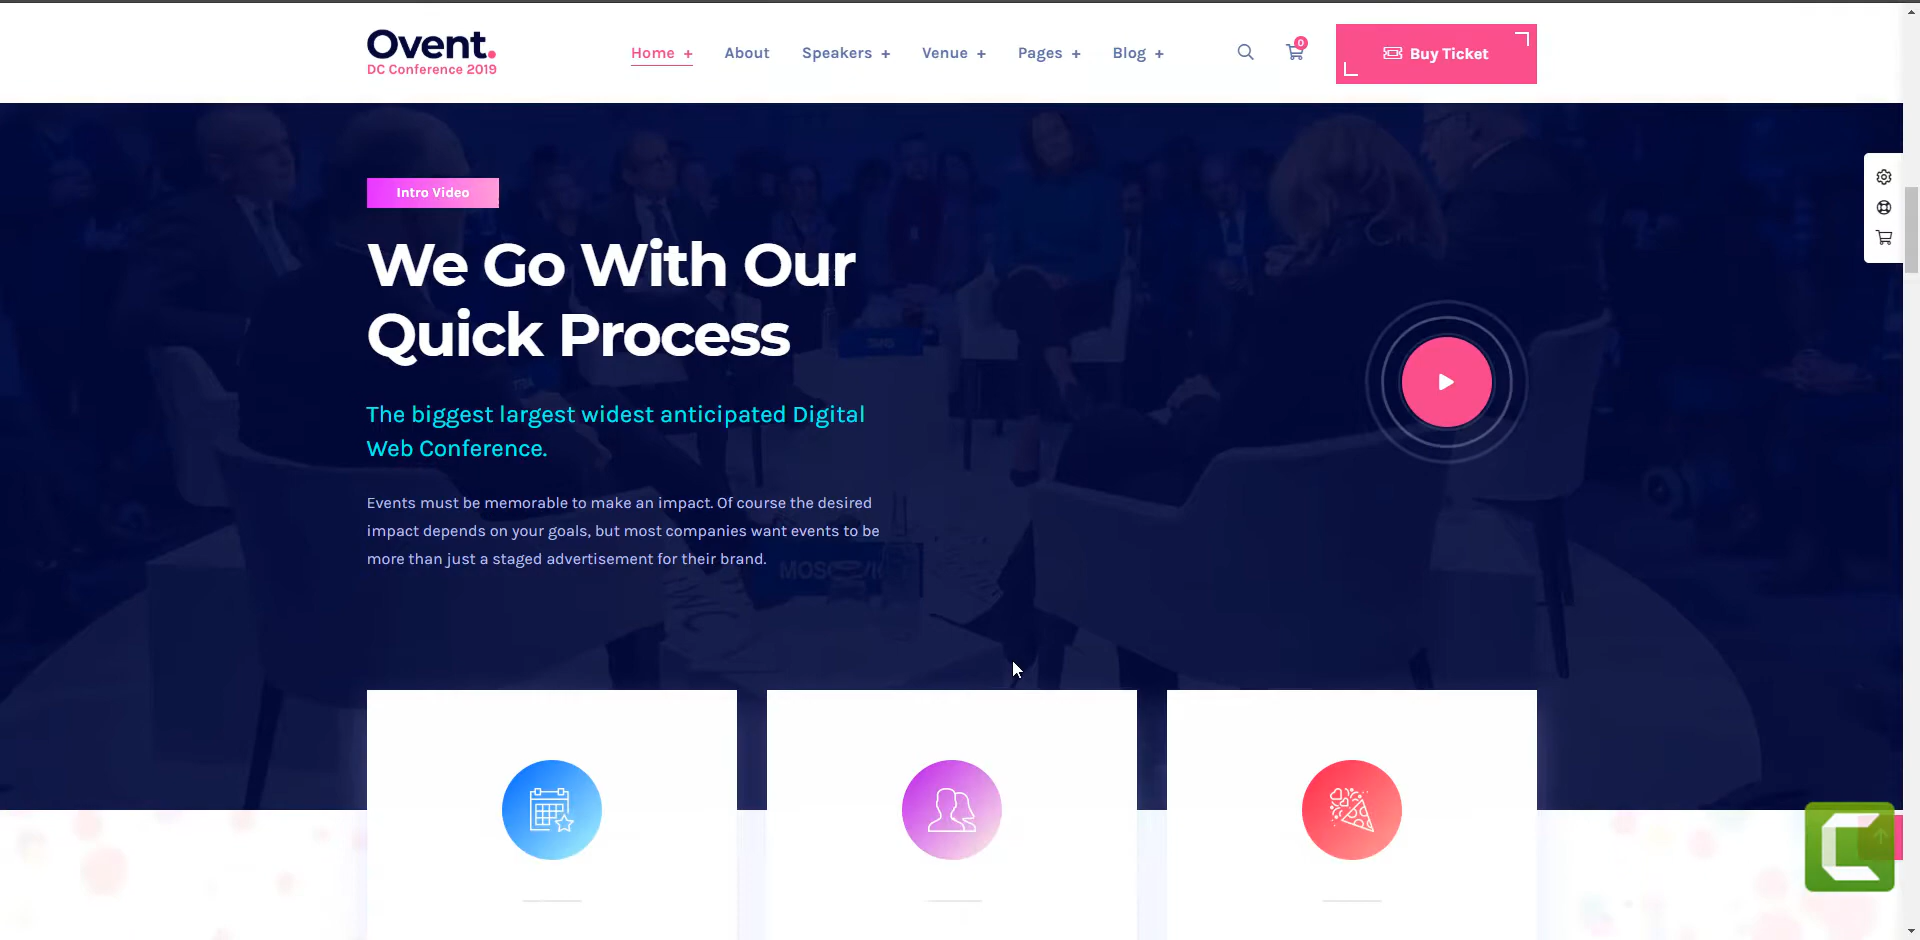 Ovent.
DC Conference 2019
Home +
About
Speakers +
Venue +
Pages +
Blog +
0
Buy Ticket
Intro Video
We Go With Our
Quick Process
The biggest largest widest anticipated Digital
Web Conference.
Events must be memorable to make an impact. Of course the desired
impact depends on your goals, but most companies want events to be
more than just a staged advertisement for their brand.